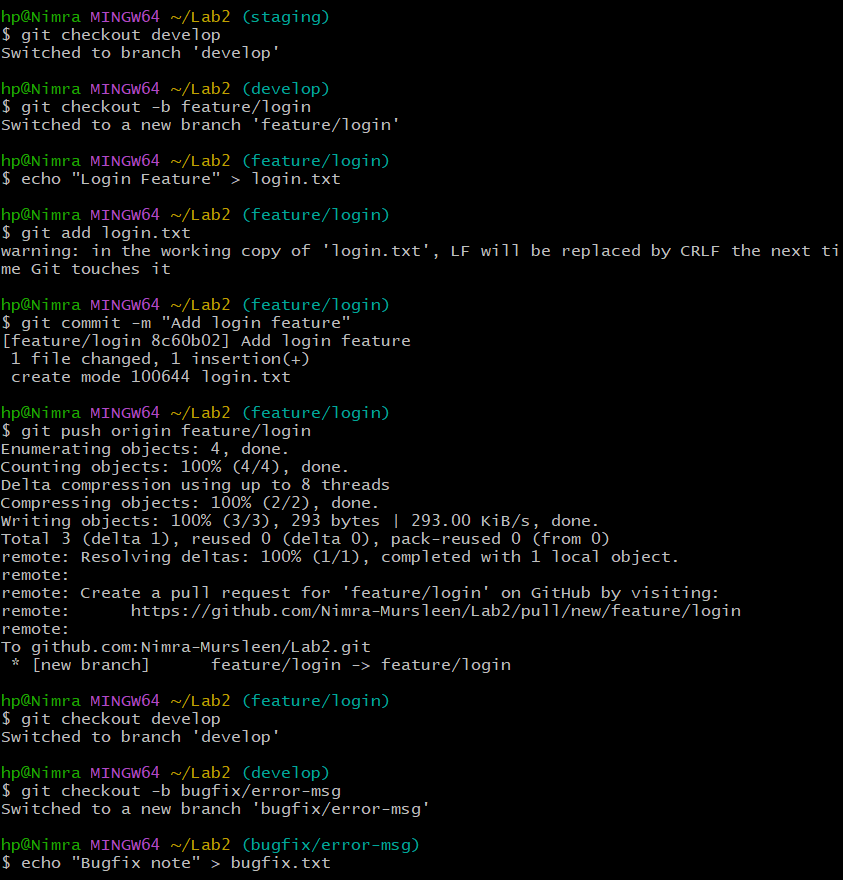 hp@Nimra MINGW64 ~/Lab2 (staging)
$ git checkout develop
Switched to branch 'develop'
hp@Nimra MINGW64 ~/Lab2 (develop)
$ git checkout -b feature/login
Switched to a new branch 'feature/login'
hp@Nimra MINGW64 ~/Lab2 (feature/login)
$ echo "Login Feature" > login.txt
hp@Nimra MINGW64 ~/Lab2 (feature/login)
$ git add login.txt
warning: in the working copy of 'login.txt', LF will be replaced by CRLF the next ti
me Git touches it
hp@Nimra MINGW64 ~/Lab2 (feature/login)
$ git commit -m "Add login feature"
[feature/login 8c60b02] Add login feature
 1 file changed, 1 insertion(+)
 create mode 100644 login.txt
hp@Nimra MINGW64 ~/Lab2 (feature/login)
$ git push origin feature/login
Enumerating objects: 4, done.
Counting objects: 100% (4/4), done.
Delta compression using up to 8 threads
Compressing objects: 100% (2/2), done.
Writing objects: 100% (3/3), 293 bytes | 293.00 KiB/s, done.
Total 3 (delta 1), reused 0 (delta 0), pack-reused 0 (from 0)
remote: Resolving deltas: 100% (1/1), completed with 1 local object.
remote:
remote: Create a pull request for 'feature/login' on GitHub by visiting:
remote:      https://github.com/Nimra-Mursleen/Lab2/pull/new/feature/login
remote:
To github.com:Nimra-Mursleen/Lab2.git
 * [new branch]      feature/login -> feature/login
hp@Nimra MINGW64 ~/Lab2 (feature/login)
$ git checkout develop
Switched to branch 'develop'
hp@Nimra MINGW64 ~/Lab2 (develop)
$ git checkout -b bugfix/error-msg
Switched to a new branch 'bugfix/error-msg'
hp@Nimra MINGW64 ~/Lab2 (bugfix/error-msg)
$ echo "Bugfix note" > bugfix.txt